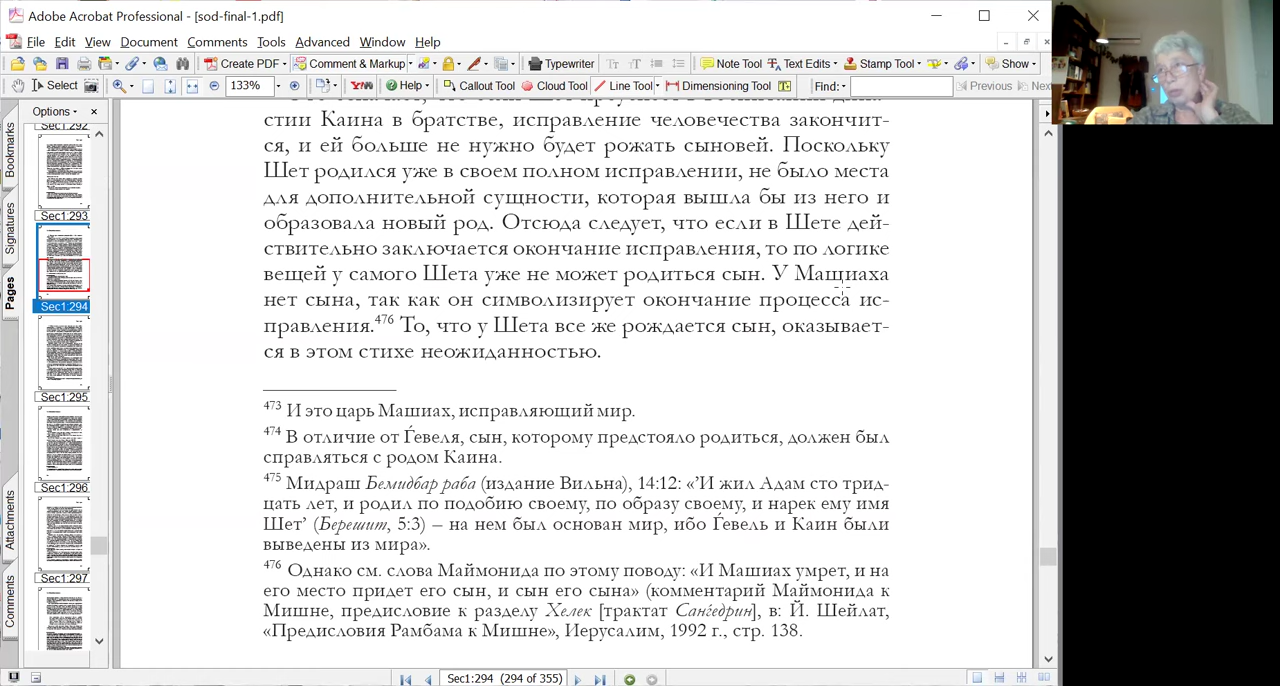 Adobe Acrobat Professional - [sod-final-1.pdf]
File Edit View Document Comments Tools Advanced Window Help
Create PDF Comment & Markup Typewriter Note Tool Text Edits Stamp Tool Show
Select 133% Help Callout Tool Cloud Tool Line Tool Dimensioning Tool Find: Previous Next
Options
Bookmarks
Signatures
Pages
Attachments
Comments
Sec1:292
Sec1:293
Sec1:294
Sec1:295
Sec1:296
Sec1:297
стии Каина в братстве, исправление человечества закончит-
ся, и ей больше не нужно будет рожать сыновей. Поскольку
Шет родился уже в своем полном исправлении, не было места
для дополнительной сущности, которая вышла бы из него и
образовала новый род. Отсюда следует, что если в Шете дей-
ствительно заключается окончание исправления, то по логике
вещей у самого Шета уже не может родиться сын. У Машиаха
нет сына, так как он символизирует окончание процесса ис-
правления.476 То, что у Шета все же рождается сын, оказывает-
ся в этом стихе неожиданностью.
473 И это царь Машиах, исправляющий мир.
474 В отличие от Ѓевеля, сын, которому предстояло родиться, должен был
справляться с родом Каина.
475 Мидраш Бемидбар раба (издание Вильна), 14:12: «’И жил Адам сто трид-
цать лет, и родил по подобию своему, по образу своему, и нарек ему имя
Шет’ (Берешит, 5:3) – на нем был основан мир, ибо Ѓевель и Каин были
выведены из мира».
476 Однако см. слова Маймонида по этому поводу: «И Машиах умрет, и на
его место придет его сын, и сын его сына» (комментарий Маймонида к
Мишне, предисловие к разделу Хелек [трактат Санѓедрин], в: Й. Шейлат,
«Предисловия Рамбама к Мишне», Иерусалим, 1992 г., стр. 138.
Sec1:294 (294 of 355)